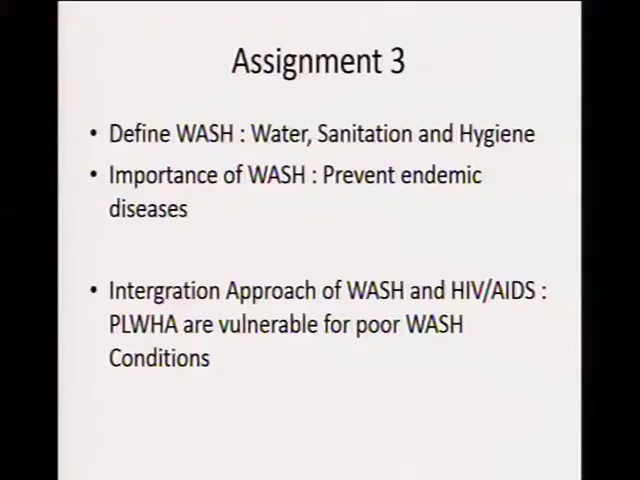 Assignment 3
• Define WASH : Water, Sanitation and Hygiene
• Importance of WASH : Prevent endemic
diseases
• Intergration Approach of WASH and HIV/AIDS :
PLWHA are vulnerable for poor WASH
Conditions